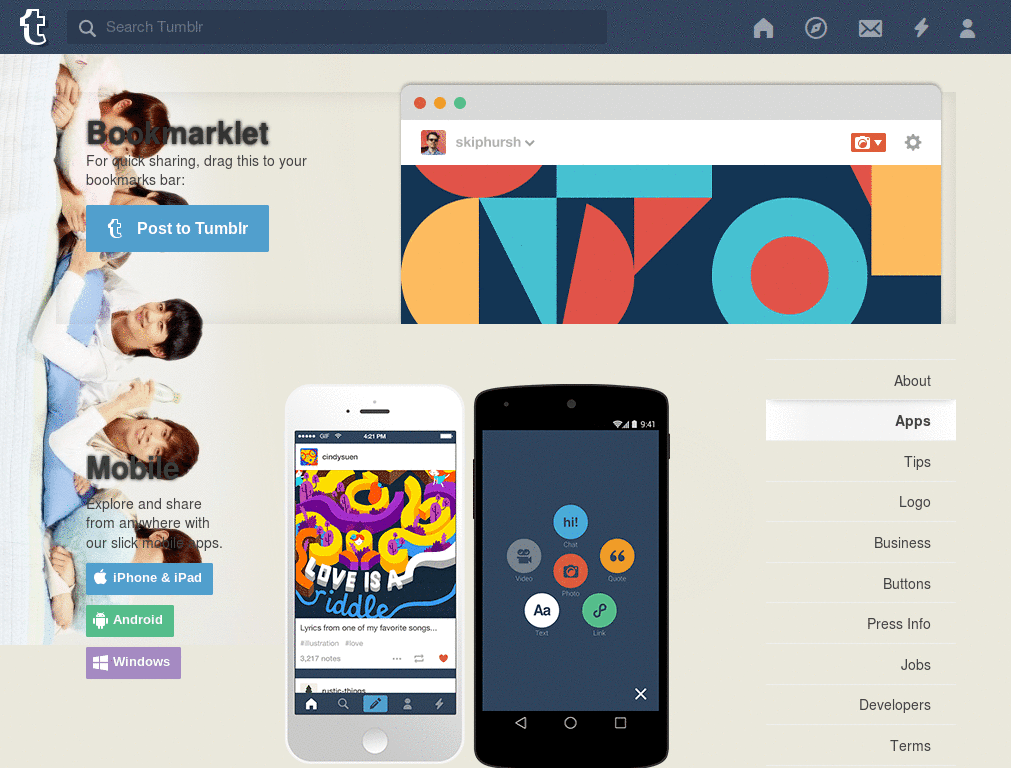 Search Tumblr
Bookmarklet
For quick sharing, drag this to your
bookmarks bar:
Post to Tumblr
skiphursh
Mobile
Explore and share
from anywhere with
our slick mobile apps.
iPhone & iPad
Android
Windows
GIF
4:21 PM
cindysuen
LOVE IS A
riddle
Lyrics from one of my favorite songs...
#illustration #love
3,217 notes
rustic-things
9:41
hi!
Chat
Video
Quote
Photo
Aa
Text
Link
About
Apps
Tips
Logo
Business
Buttons
Press Info
Jobs
Developers
Terms